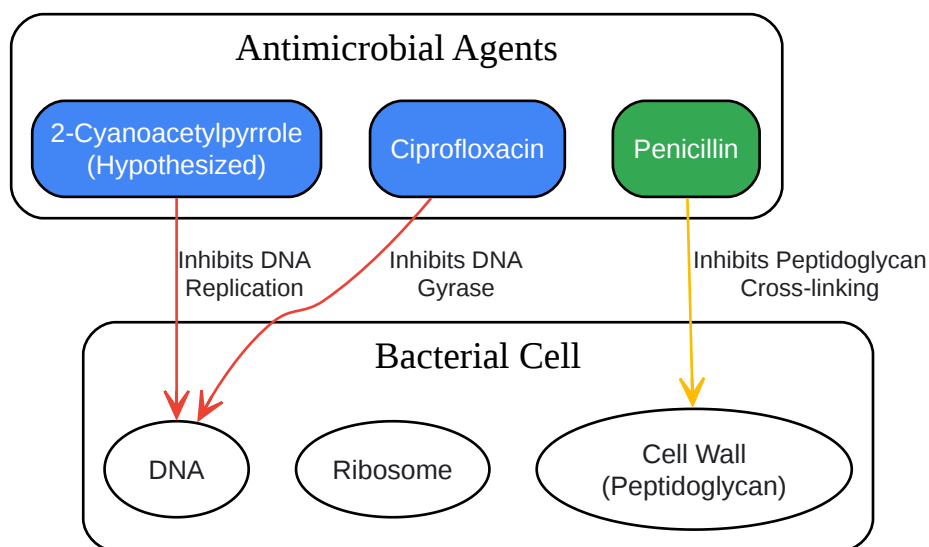 Antimicrobial Agents
2-Cyanoacetylpyrrole
(Hypothesized)
Ciprofloxacin
Penicillin
Inhibits DNA
Replication
Inhibits DNA
Gyrase
Inhibits Peptidoglycan
Cross-linking
Bacterial Cell
DNA
Ribosome
Cell Wall
(Peptidoglycan)